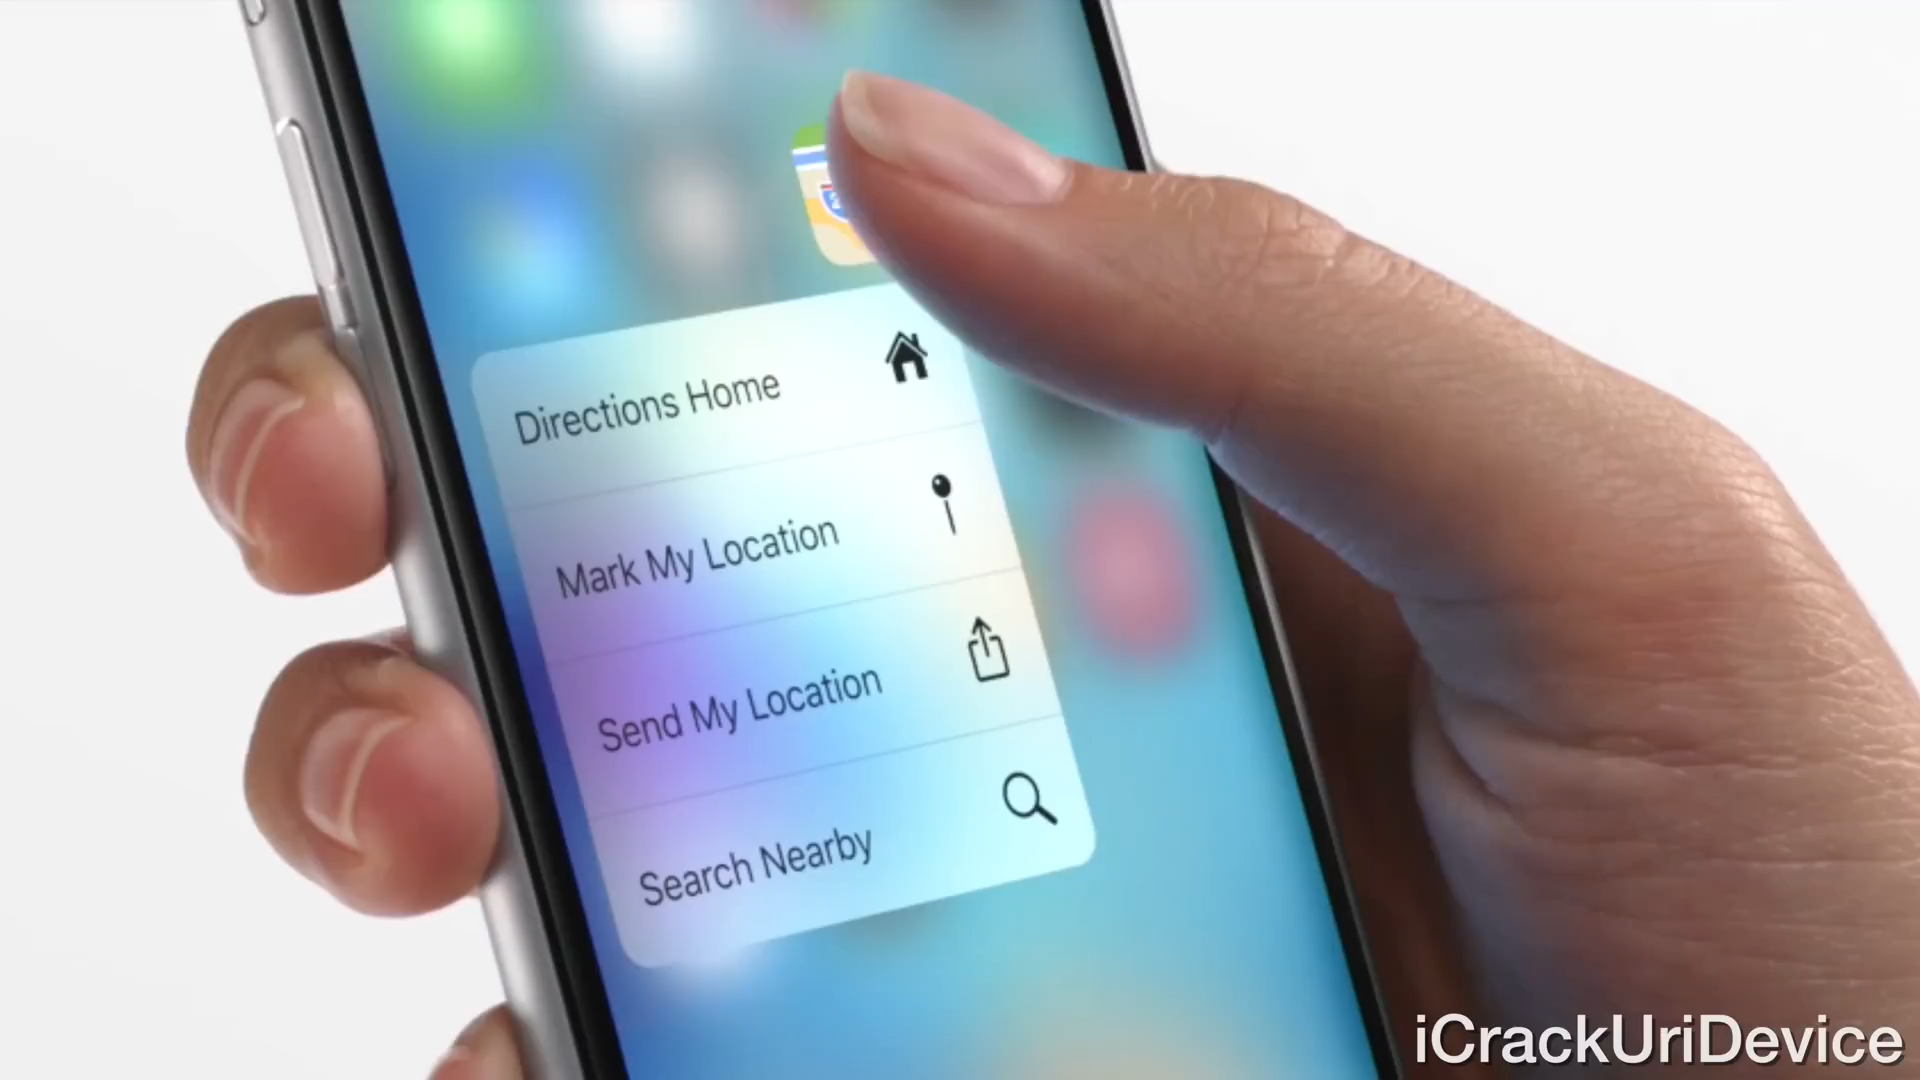 Directions Home
Mark My Location
Send My Location
Search Nearby
iCrackUriDevice